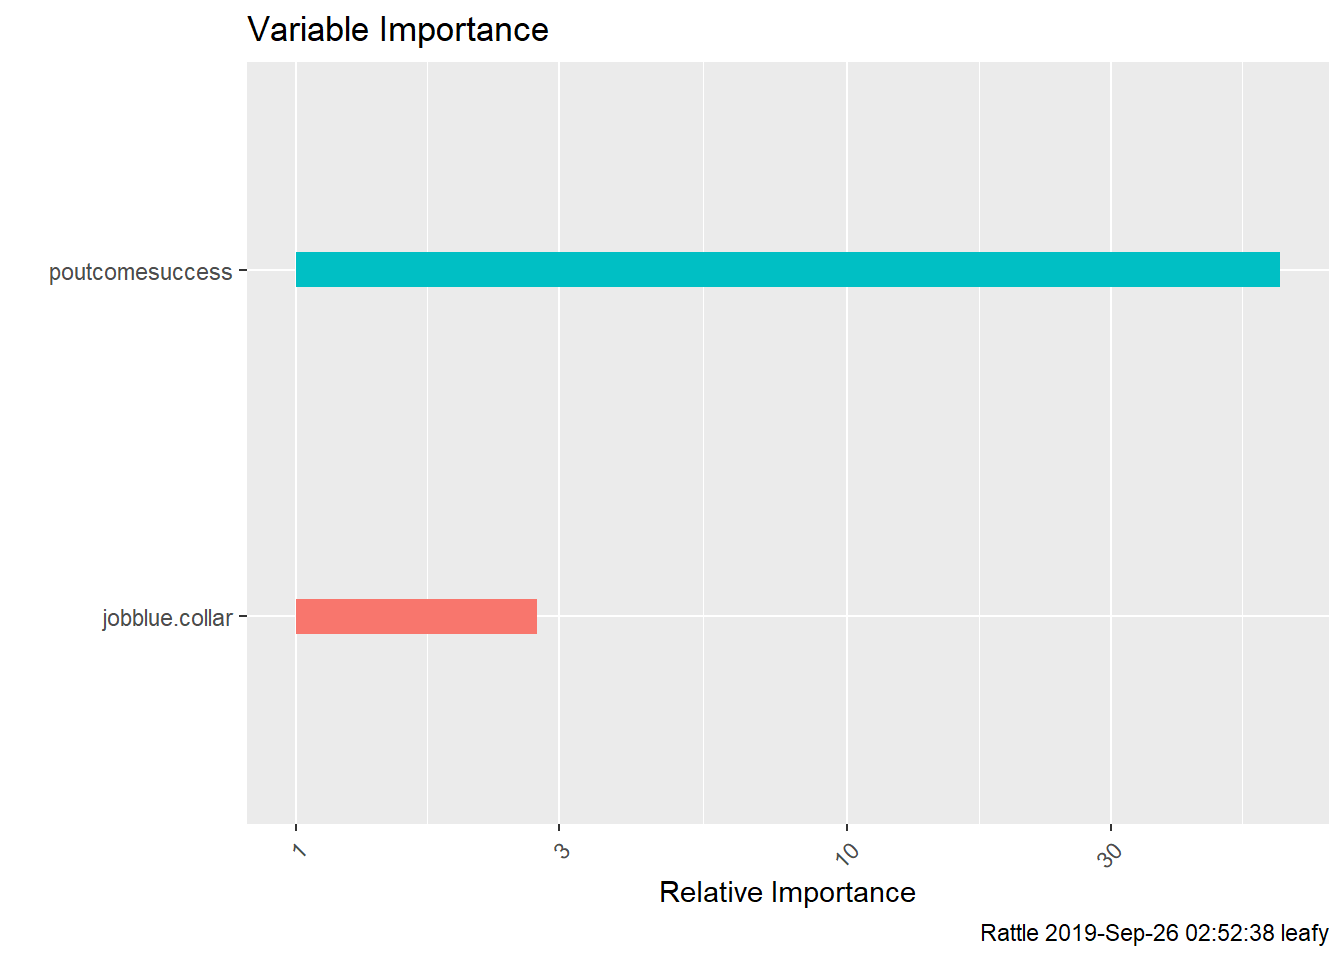 Variable Importance
poutcomesuccess
jobblue.collar
1
3
10
30
Relative Importance
Rattle 2019-Sep-26 02:52:38 leafy